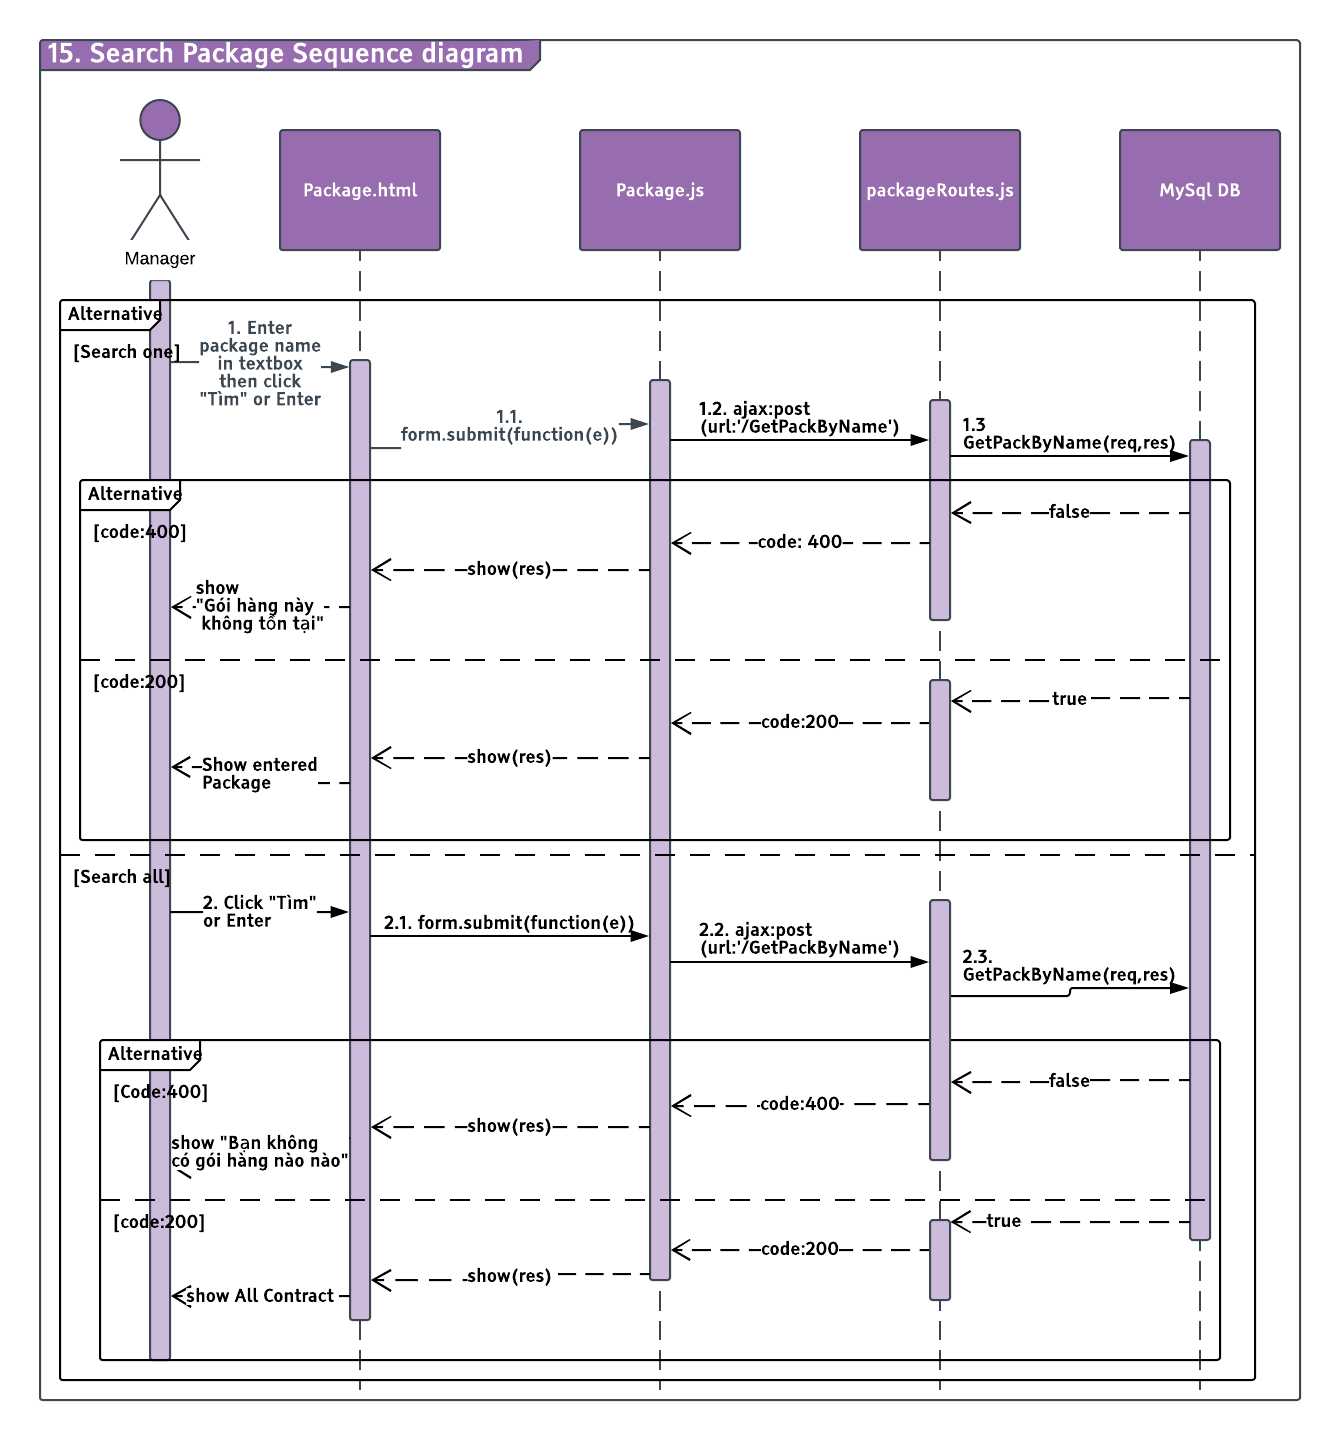 15. Search Package Sequence diagram
Package.html
Package.js
packageRoutes.js
MySql DB
Manager
Alternative
[Search one]
1. Enter
package name
in textbox
then click
"Tìm" or Enter
1.1.
form.submit(function(e))
1.2. ajax:post
(url:'/GetPackByName')
1.3
GetPackByName(req,res)
Alternative
[code:400]
false
code: 400
show(res)
show
"Gói hàng này
không tồn tại"
[code:200]
true
code:200
show(res)
Show entered
Package
[Search all]
2. Click "Tìm"
or Enter
2.1. form.submit(function(e))
2.2. ajax:post
(url:'/GetPackByName')
2.3.
GetPackByName(req,res)
Alternative
[Code:400]
false
code:400
show(res)
show "Bạn không
có gói hàng nào nào"
[code:200]
true
code:200
show(res)
show All Contract